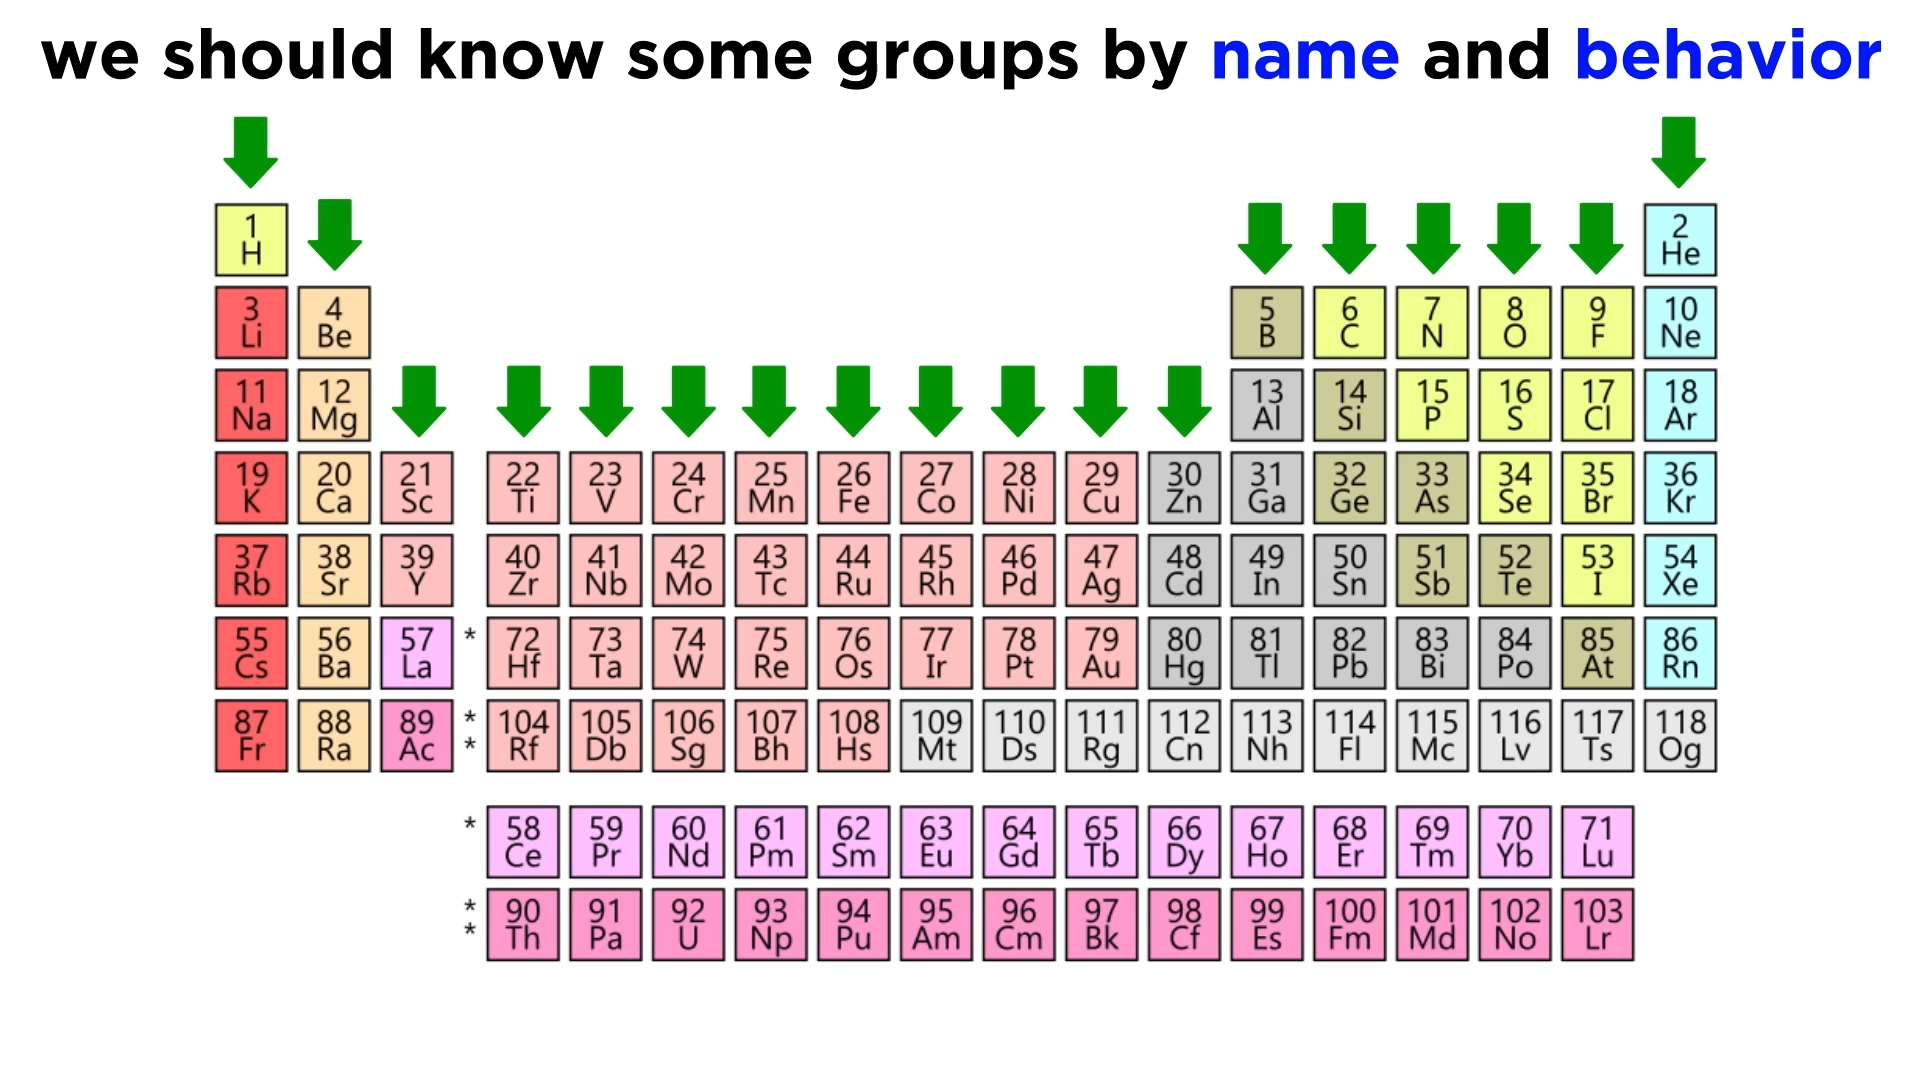 we should know some groups by name and behavior
1 2
H He
3 4 5 6 7 8 9 10
Li Be B C N O F Ne
11 12 13 14 15 16 17 18
Na Mg Al Si P S Cl Ar
19 20 21 22 23 24 25 26 27 28 29 30 31 32 33 34 35 36
K Ca Sc Ti V Cr Mn Fe Co Ni Cu Zn Ga Ge As Se Br Kr
37 38 39 40 41 42 43 44 45 46 47 48 49 50 51 52 53 54
Rb Sr Y Zr Nb Mo Tc Ru Rh Pd Ag Cd In Sn Sb Te I Xe
55 56 57 * 72 73 74 75 76 77 78 79 80 81 82 83 84 85 86
Cs Ba La Hf Ta W Re Os Ir Pt Au Hg Tl Pb Bi Po At Rn
87 88 89 * 104 105 106 107 108 109 110 111 112 113 114 115 116 117 118
Fr Ra Ac * Rf Db Sg Bh Hs Mt Ds Rg Cn Nh Fl Mc Lv Ts Og
* 58 59 60 61 62 63 64 65 66 67 68 69 70 71
Ce Pr Nd Pm Sm Eu Gd Tb Dy Ho Er Tm Yb Lu
* 90 91 92 93 94 95 96 97 98 99 100 101 102 103
* Th Pa U Np Pu Am Cm Bk Cf Es Fm Md No Lr